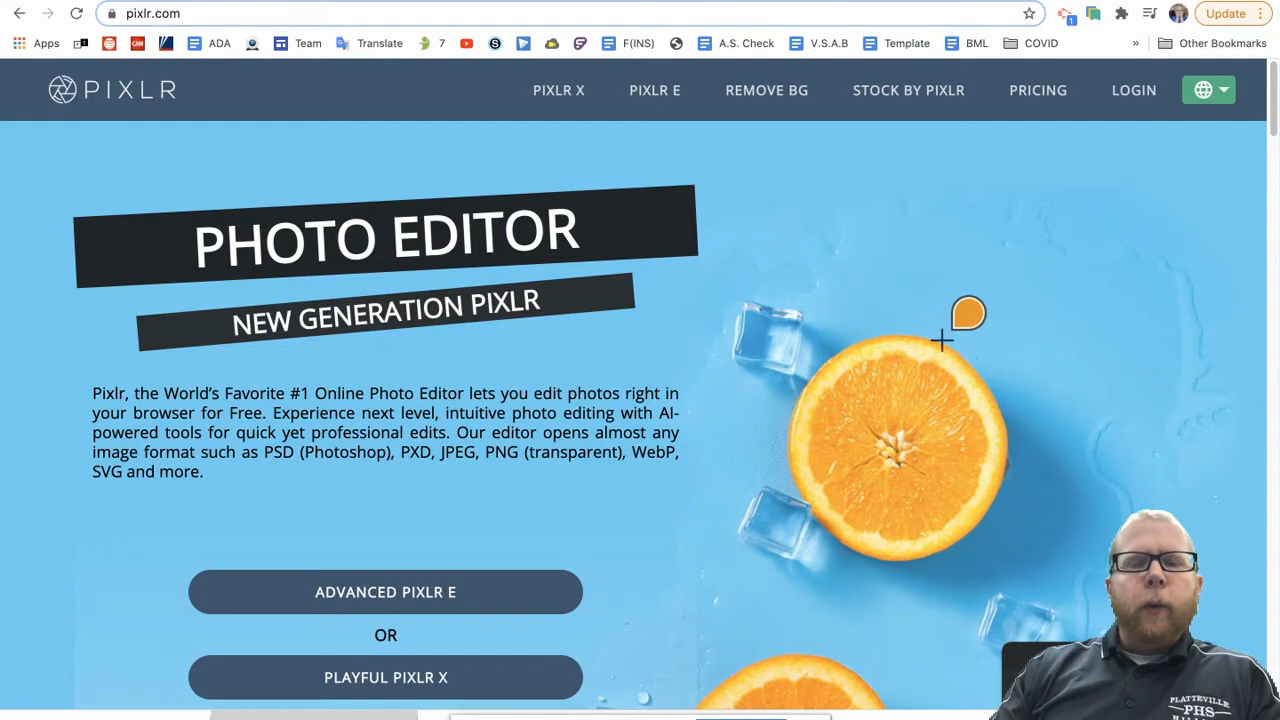 pixlr.com
Update
1
Apps
CNN
ADA
Team
Translate
7
F(INS)
A.S. Check
V.S.A.B
Template
BML
COVID
»
Other Bookmarks
PIXLR
PIXLR X
PIXLR E
REMOVE BG
STOCK BY PIXLR
PRICING
LOGIN
PHOTO EDITOR
NEW GENERATION PIXLR
Pixlr, the World's Favorite #1 Online Photo Editor lets you edit photos right in
your browser for Free. Experience next level, intuitive photo editing with AI-
powered tools for quick yet professional edits. Our editor opens almost any
image format such as PSD (Photoshop), PXD, JPEG, PNG (transparent), WebP,
SVG and more.
ADVANCED PIXLR E
OR
PLAYFUL PIXLR X
PLATTEVILLE
PHS